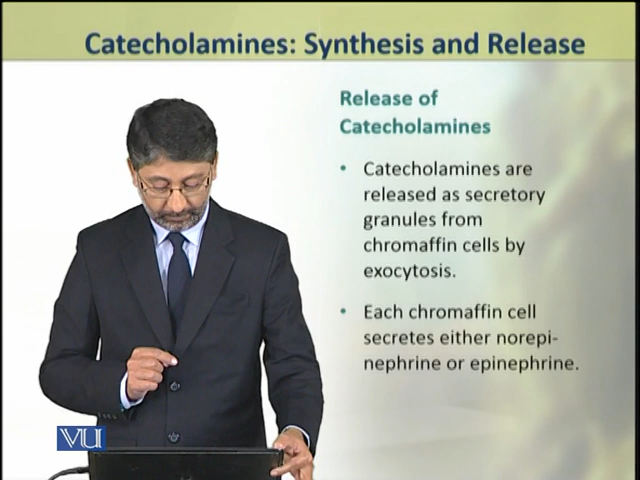 Catecholamines: Synthesis and Release
Release of
Catecholamines
• Catecholamines are
released as secretory
granules from
chromaffin cells by
exocytosis.
• Each chromaffin cell
secretes either norepi-
nephrine or epinephrine.
VU